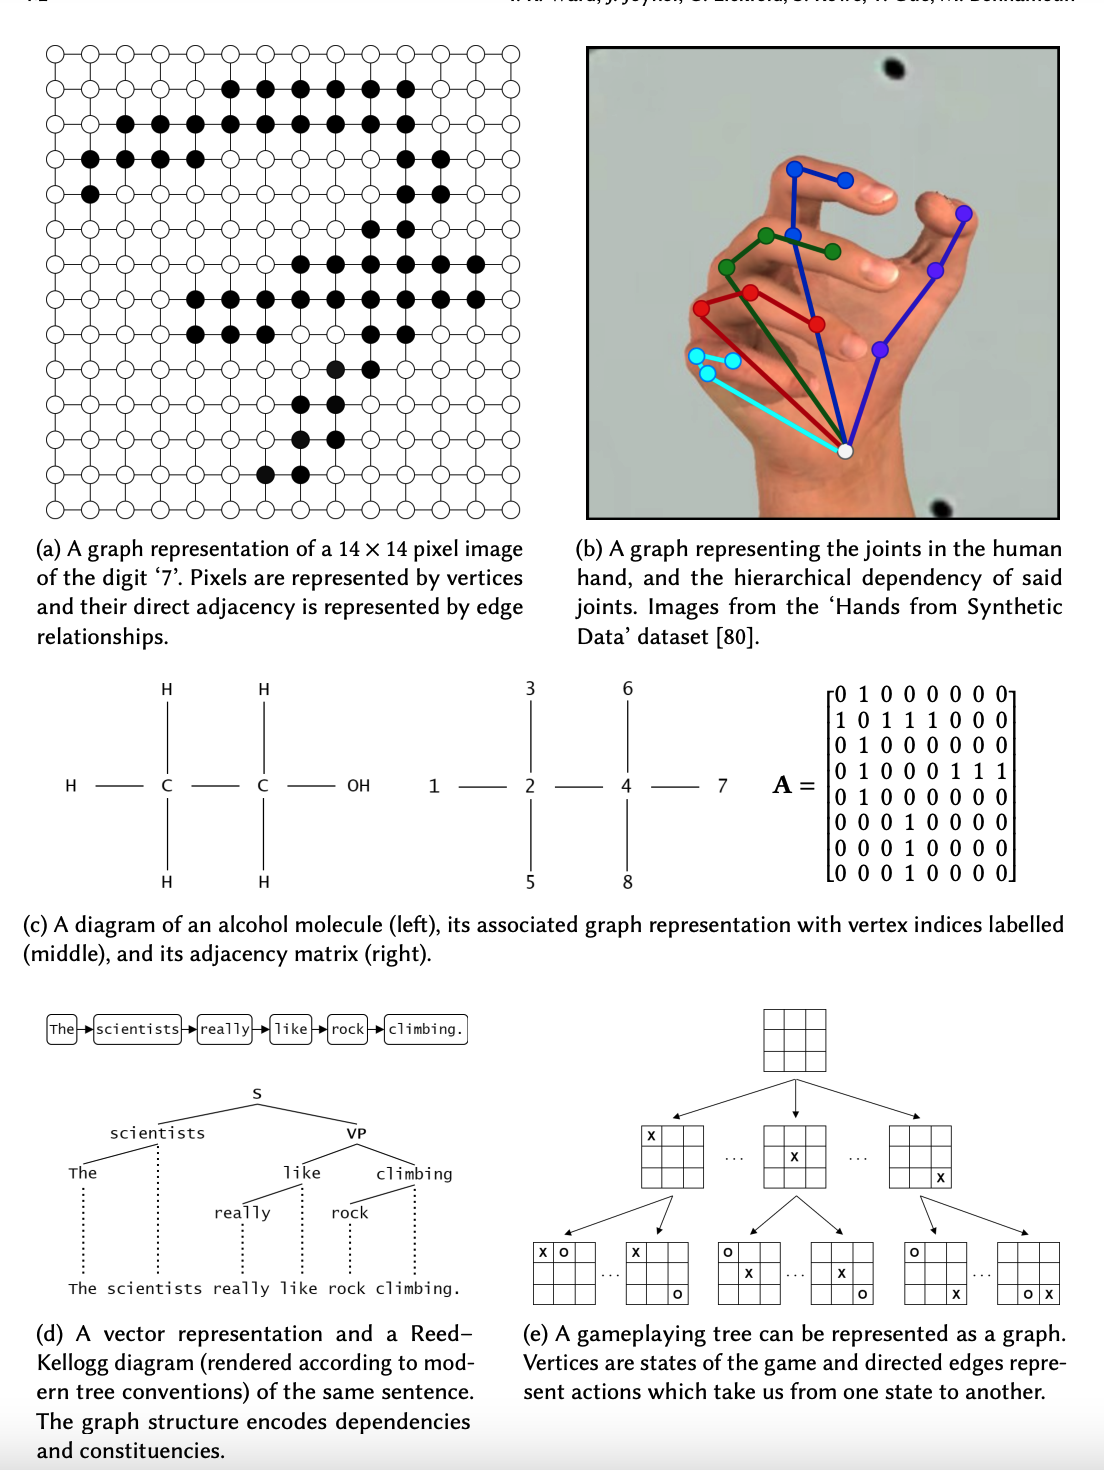 (a) A graph representation of a 14 × 14 pixel image
of the digit ‘7’. Pixels are represented by vertices
and their direct adjacency is represented by edge
relationships.
(b) A graph representing the joints in the human
hand, and the hierarchical dependency of said
joints. Images from the ‘Hands from Synthetic
Data’ dataset [80].
H H
H C C OH
H H
3 6
1 2 4 7
5 8
A =
0 1 0 0 0 0 0 0
1 0 1 1 1 0 0 0
0 1 0 0 0 0 0 0
0 1 0 0 0 1 1 1
0 1 0 0 0 0 0 0
0 0 0 1 0 0 0 0
0 0 0 1 0 0 0 0
0 0 0 1 0 0 0 0
(c) A diagram of an alcohol molecule (left), its associated graph representation with vertex indices labelled
(middle), and its adjacency matrix (right).
The scientists really like rock climbing.
S
scientists VP
The like climbing
really rock
The scientists really like rock climbing.
(d) A vector representation and a Reed–
Kellogg diagram (rendered according to mod-
ern tree conventions) of the same sentence.
The graph structure encodes dependencies
and constituencies.
X ... X ... X
X O ... X O O X ... X O O X ... O X
(e) A gameplaying tree can be represented as a graph.
Vertices are states of the game and directed edges repre-
sent actions which take us from one state to another.